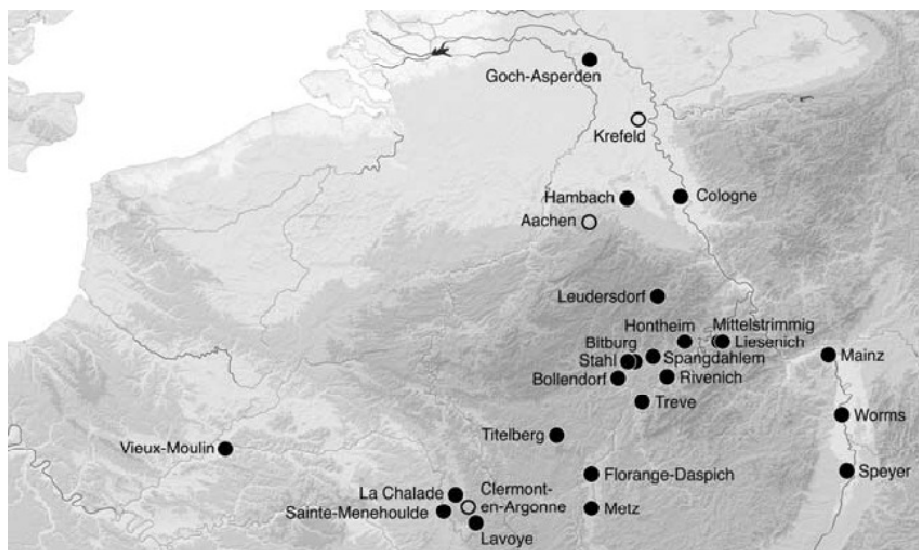 Goch-Asperden
Krefeld
Hambach
Cologne
Aachen
Leudersdorf
Hontheim
Mittelstrimmig
Bitburg
Liesenich
Mainz
Stahl
Spangdahlem
Bollendorf
Rivenich
Treve
Worms
Titelberg
Vieux-Moulin
Florange-Daspich
Speyer
La Chalade
Clermont-
en-Argonne
Sainte-Menehoulde
Metz
Lavoye